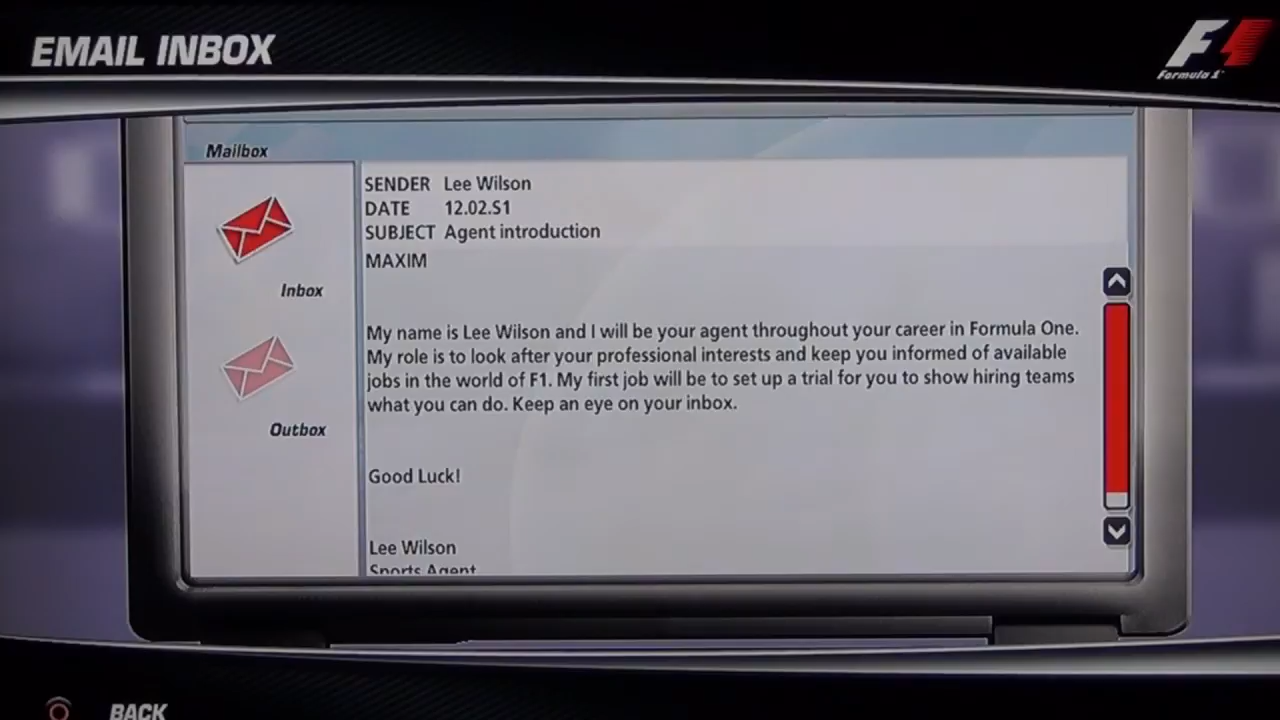 EMAIL INBOX
F1
Formula 1
Mailbox
SENDER Lee Wilson
DATE 12.02.S1
SUBJECT Agent introduction
MAXIM
Inbox
My name is Lee Wilson and I will be your agent throughout your career in Formula One.
My role is to look after your professional interests and keep you informed of available
jobs in the world of F1. My first job will be to set up a trial for you to show hiring teams
what you can do. Keep an eye on your inbox.
Outbox
Good Luck!
Lee Wilson
Sports Agent
BACK